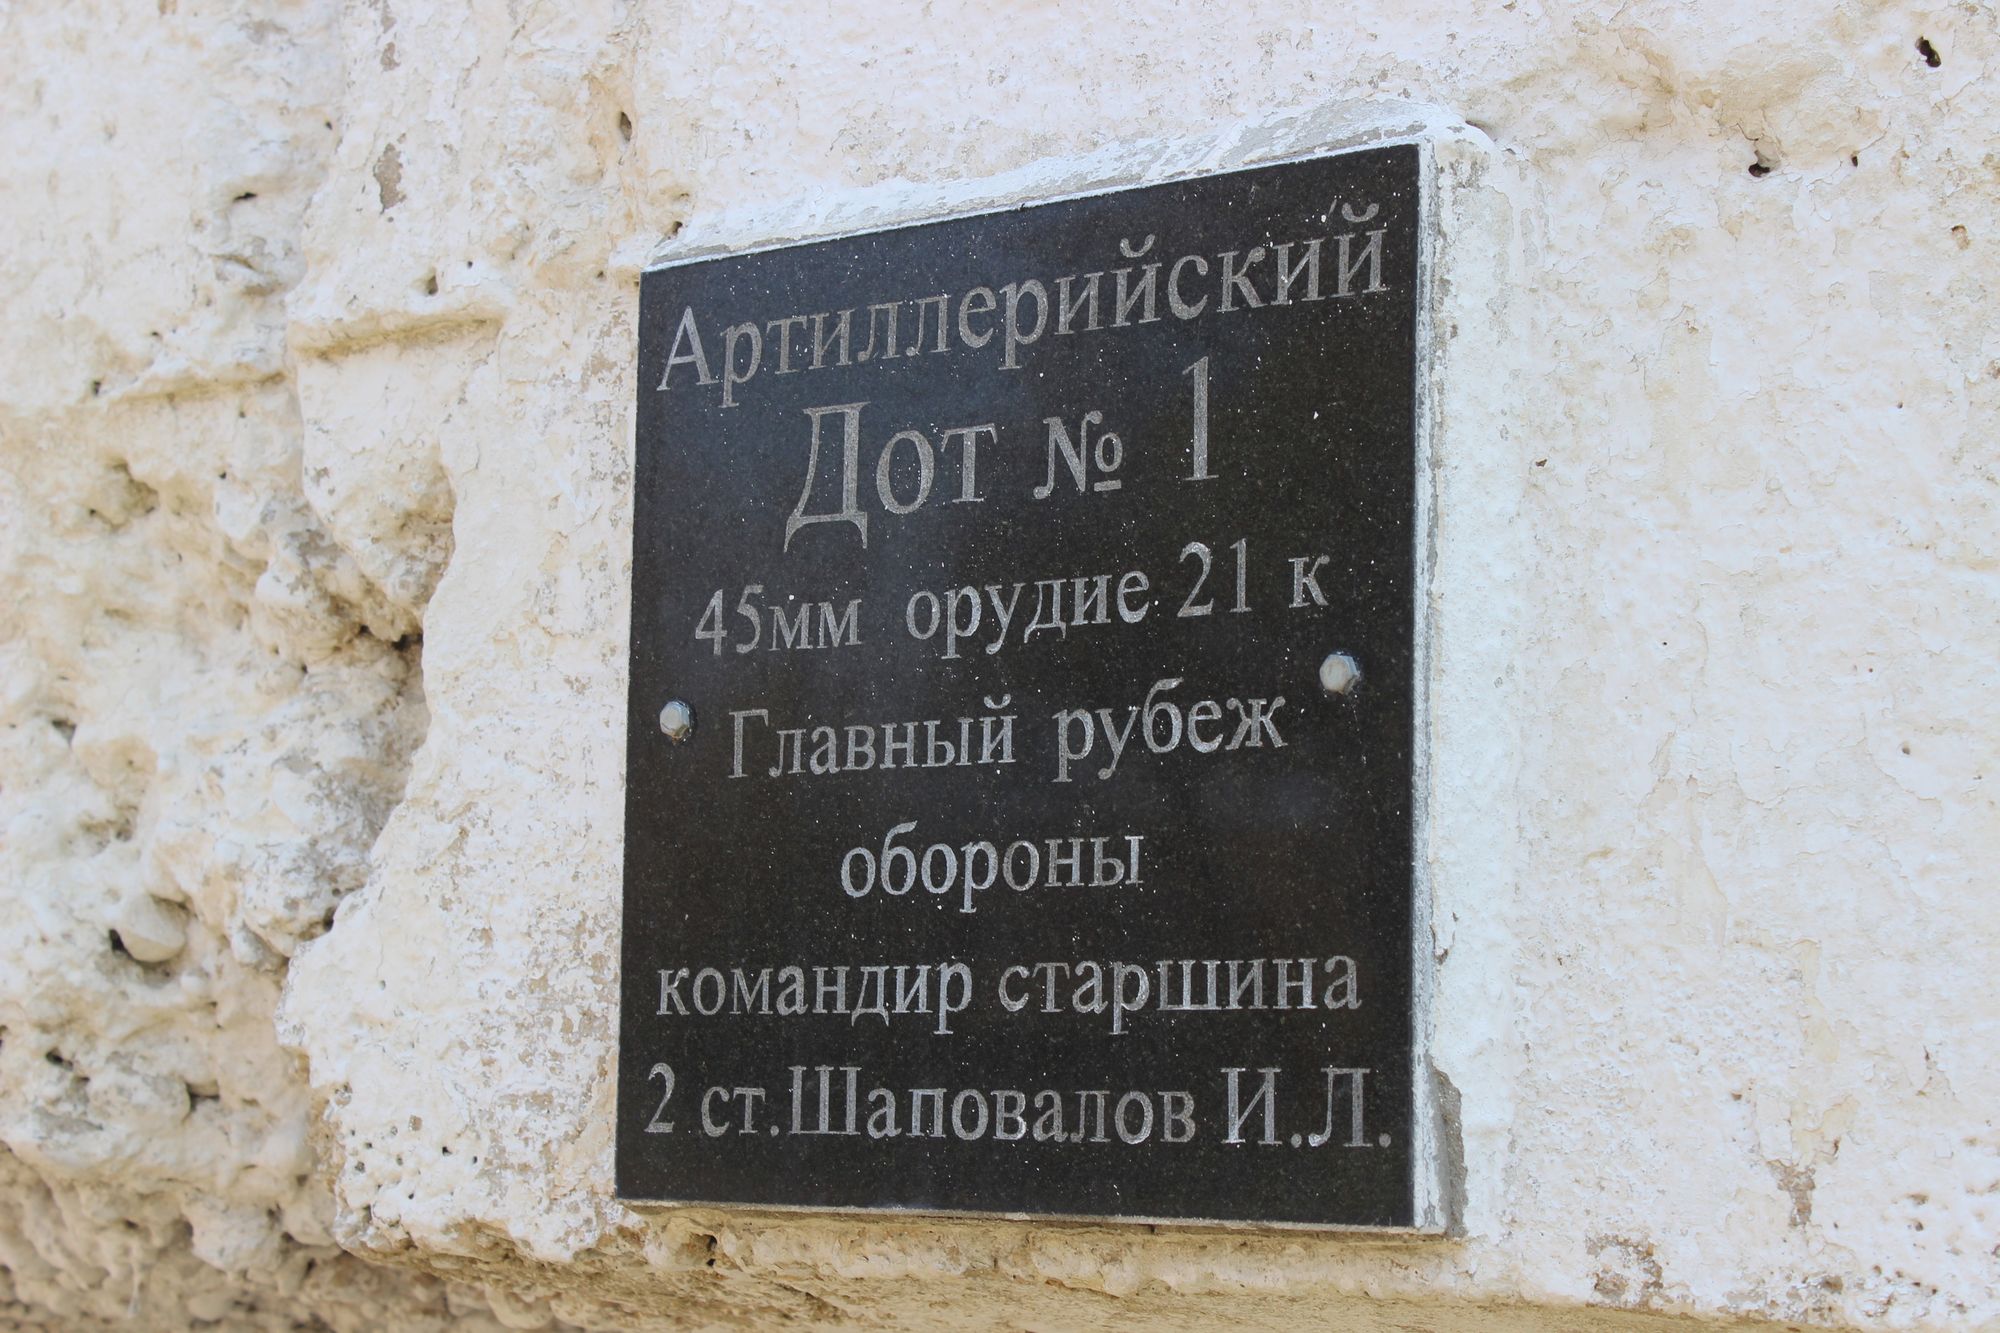 Артиллерийский
Дот № 1
45мм орудие 21 к
Главный рубеж
обороны
командир старшина
2 ст.Шаповалов И.Л.